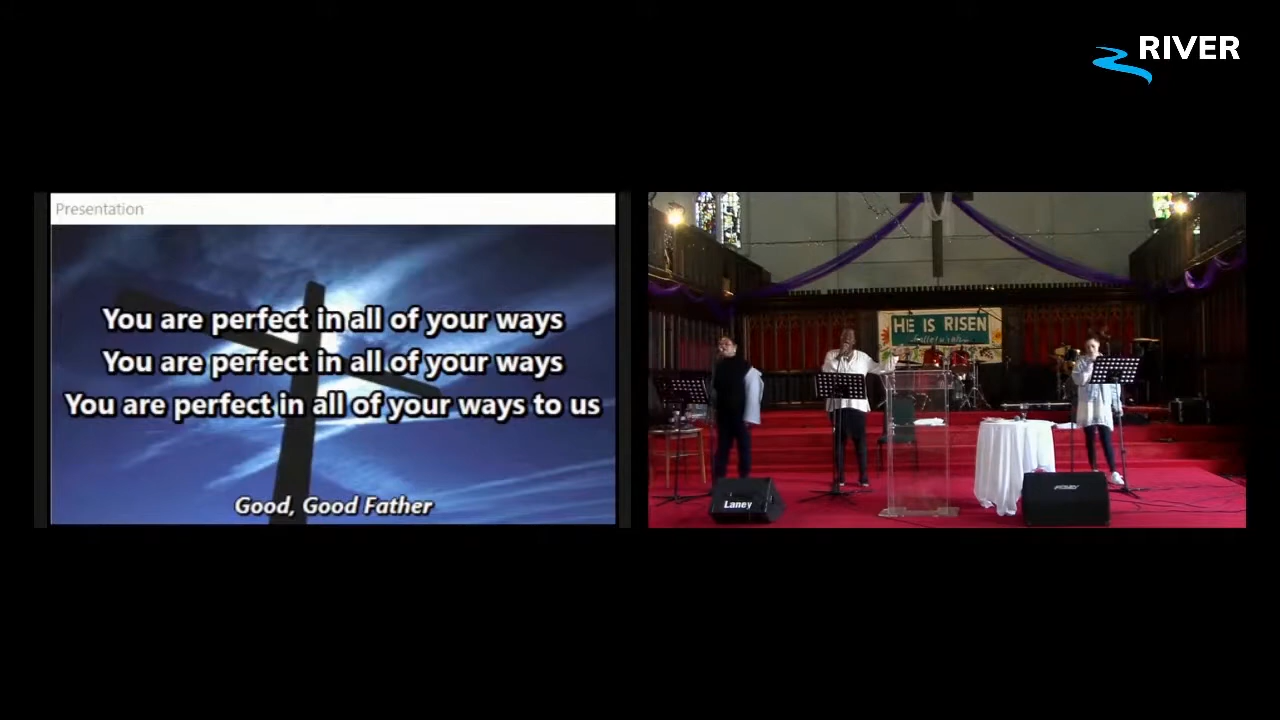 RIVER
Presentation
You are perfect in all of your ways
You are perfect in all of your ways
You are perfect in all of your ways to us
Good, Good Father
HE IS RISEN
Laney